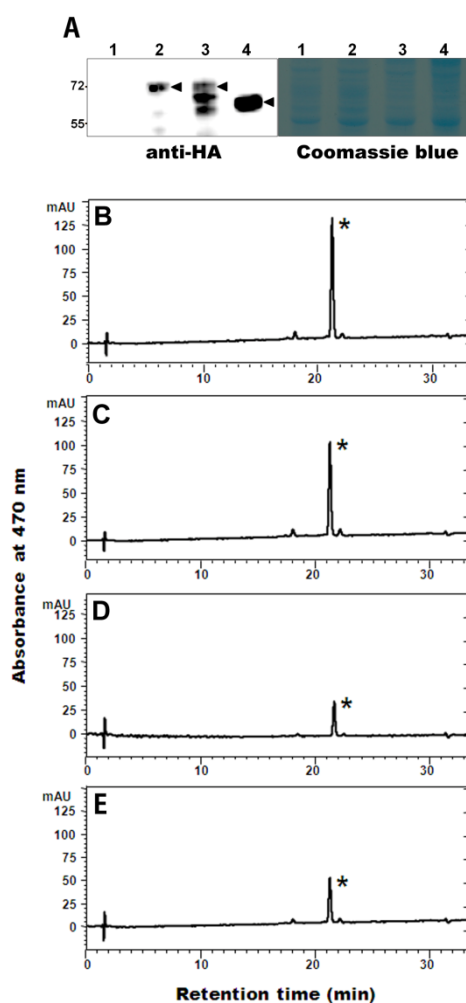 A
1 2 3 4 1 2 3 4
72
55
anti-HA Coomassie blue
mAU
B
*
125
100
75
50
25
0
0 10 20 30
mAU
C
*
125
100
75
50
25
0
0 10 20 30
mAU
D
*
125
100
75
50
25
0
0 10 20 30
mAU
E
*
125
100
75
50
25
0
0 10 20 30
Absorbance at 470 nm
Retention time (min)